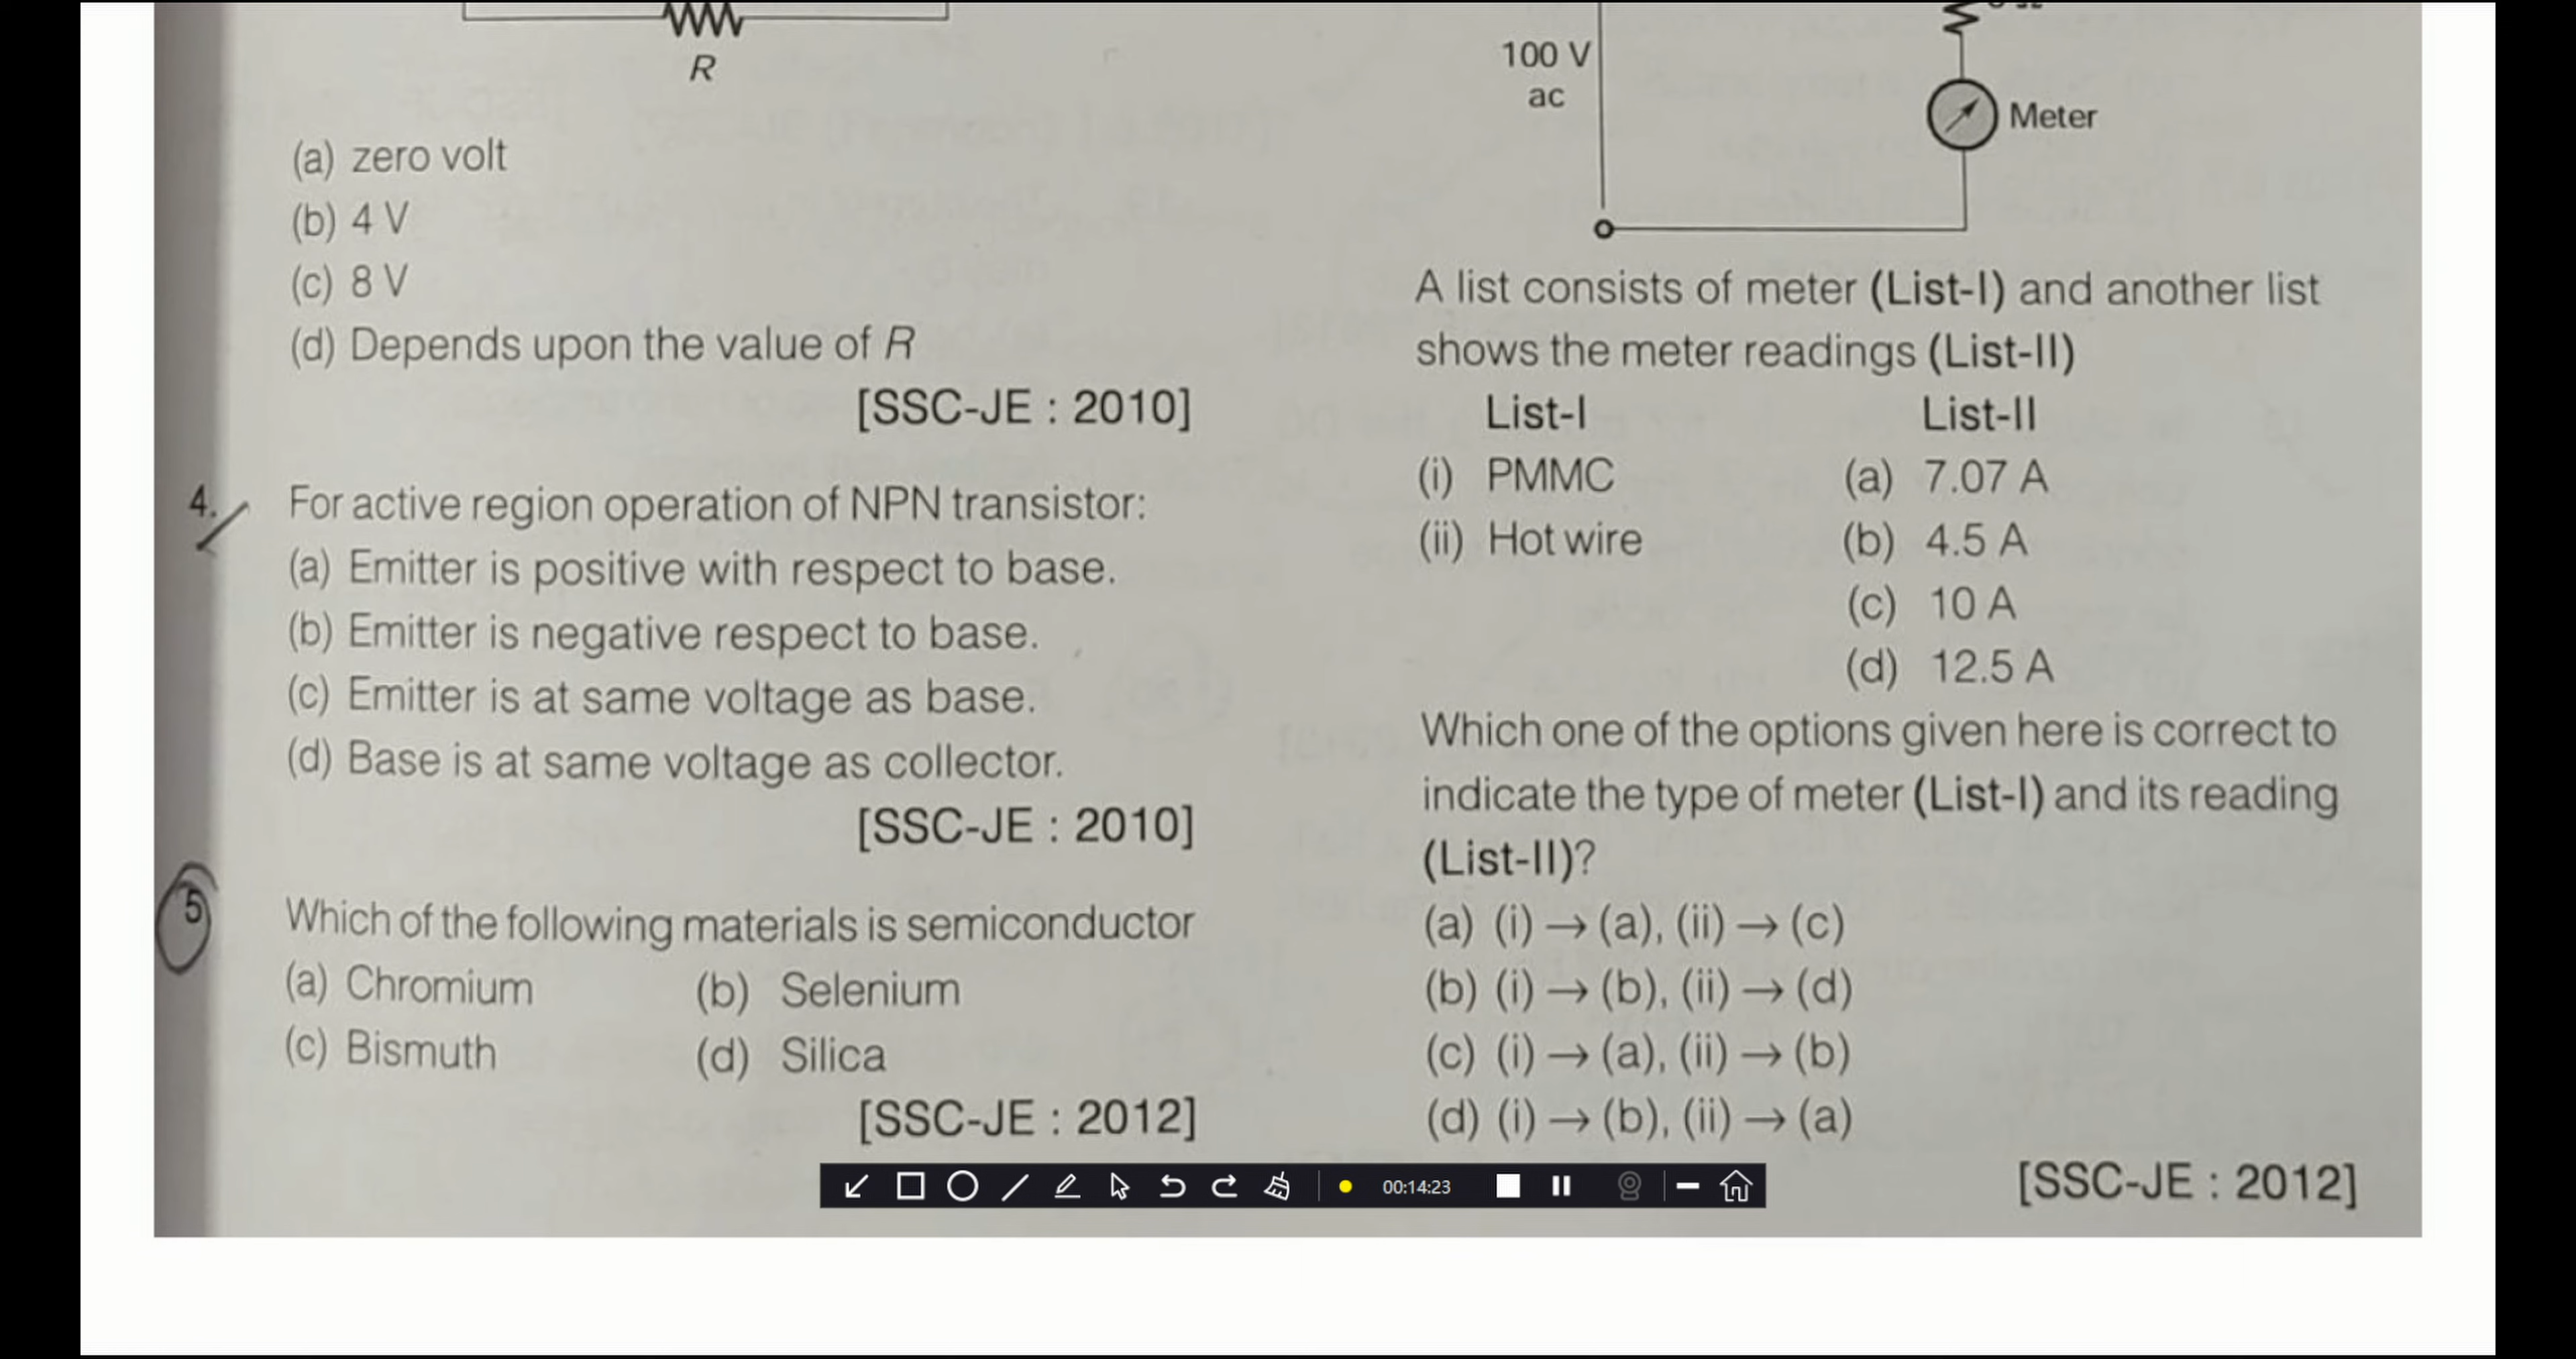 R
(a) zero volt
(b) 4 V
(c) 8 V
(d) Depends upon the value of R
[SSC-JE : 2010]
4. For active region operation of NPN transistor:
(a) Emitter is positive with respect to base.
(b) Emitter is negative respect to base.
(c) Emitter is at same voltage as base.
(d) Base is at same voltage as collector.
[SSC-JE : 2010]
5 Which of the following materials is semiconductor
(a) Chromium (b) Selenium
(c) Bismuth (d) Silica
[SSC-JE : 2012]
100 V
ac
Meter
A list consists of meter (List-I) and another list
shows the meter readings (List-II)
List-I List-II
(i) PMMC (a) 7.07 A
(ii) Hot wire (b) 4.5 A
(c) 10 A
(d) 12.5 A
Which one of the options given here is correct to
indicate the type of meter (List-I) and its reading
(List-II)?
(a) (i) → (a), (ii) → (c)
(b) (i) → (b), (ii) → (d)
(c) (i) → (a), (ii) → (b)
(d) (i) → (b), (ii) → (a)
[SSC-JE : 2012]
00:14:23